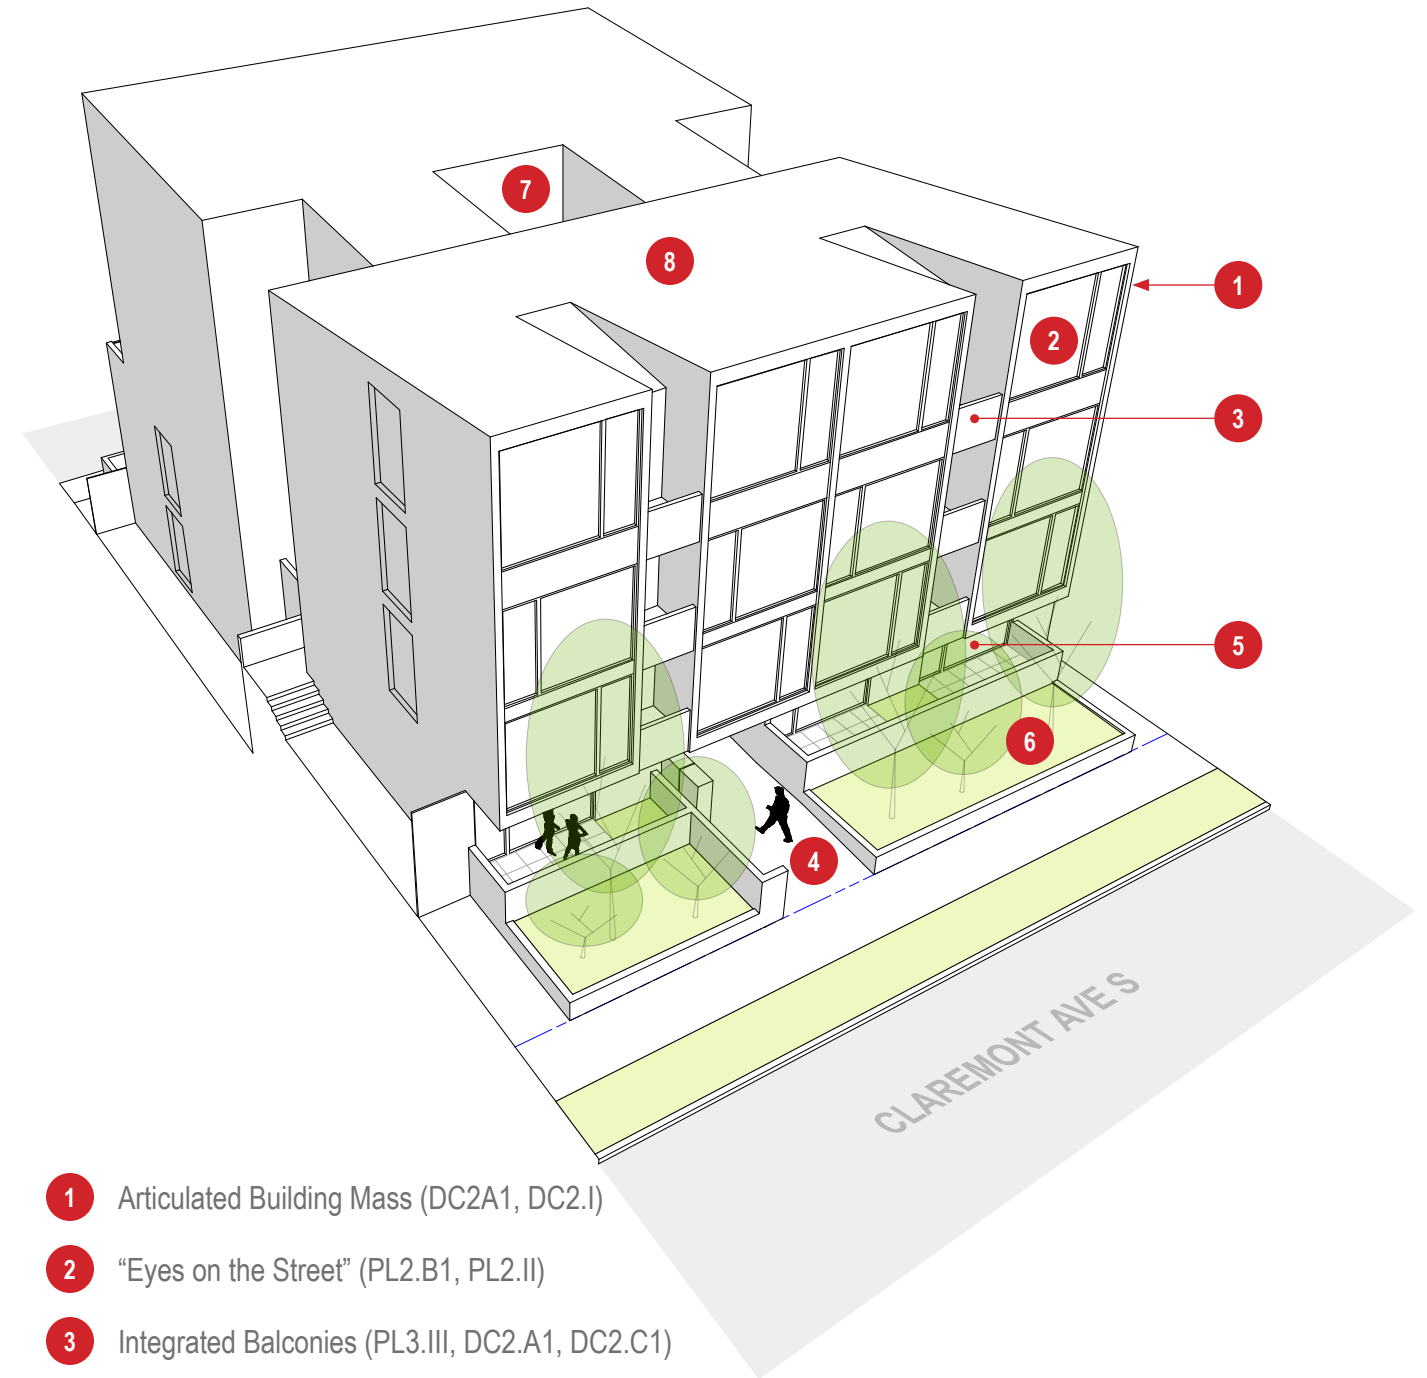 7
8
1
2
3
5
6
4
CLAREMONT AVE S
1 Articulated Building Mass (DC2A1, DC2.I)
2 “Eyes on the Street” (PL2.B1, PL2.II)
3 Integrated Balconies (PL3.III, DC2.A1, DC2.C1)